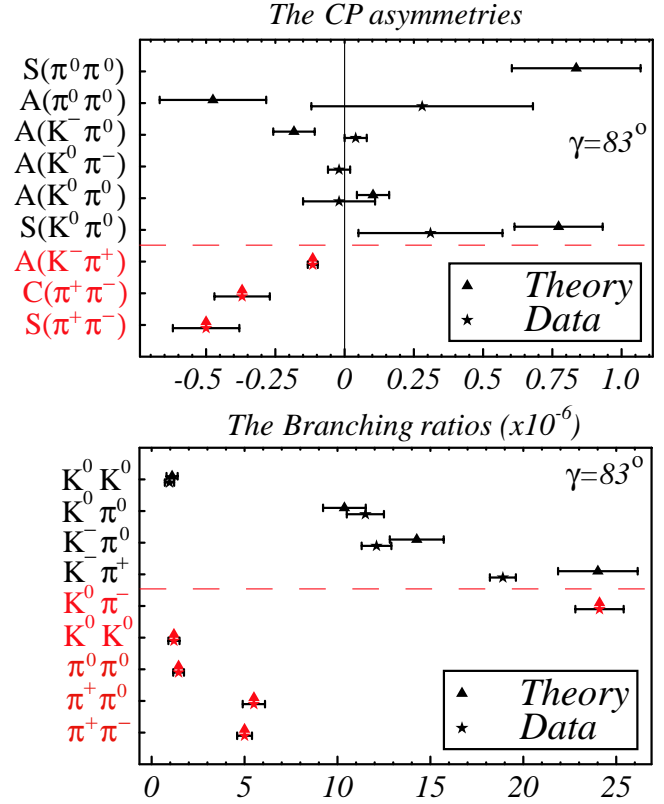 The CP asymmetries
S(π⁰π⁰)
A(π⁰π⁰)
A(K⁻π⁰)
γ=83°
A(K⁰π⁻)
A(K⁰π⁰)
S(K⁰π⁰)
A(K⁻π⁺)
C(π⁺π⁻)
S(π⁺π⁻)
Theory
Data
-0.5 -0.25 0 0.25 0.5 0.75 1.0
The Branching ratios (x10⁻⁶)
K⁰K⁰
γ=83°
K⁰π⁰
K⁻π⁰
K⁻π⁺
K⁰π⁻
K⁰K⁰
π⁰π⁰
π⁺π⁰
π⁺π⁻
Theory
Data
0 5 10 15 20 25